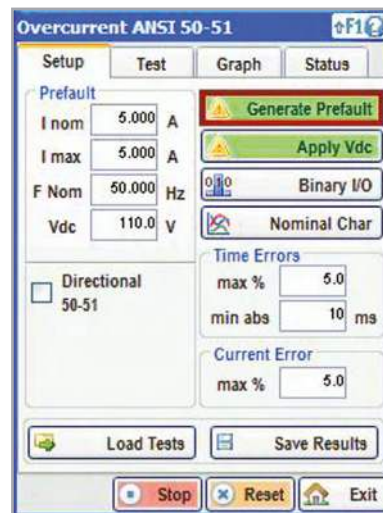 Overcurrent ANSI 50-51 F1
Setup Test Graph Status
Prefault
I nom 5.000 A
I max 5.000 A
F Nom 50.000 Hz
Vdc 110.0 V
Directional
50-51
Generate Prefault
Apply Vdc
Binary I/O
Nominal Char
Time Errors
max % 5.0
min abs 10 ms
Current Error
max % 5.0
Load Tests Save Results
Stop Reset Exit